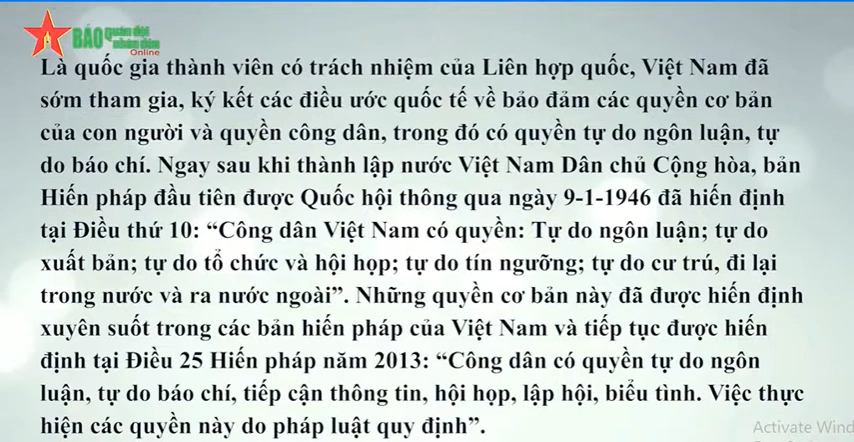 BÁO Quân đội nhân dân
Online
Là quốc gia thành viên có trách nhiệm của Liên hợp quốc, Việt Nam đã
sớm tham gia, ký kết các điều ước quốc tế về bảo đảm các quyền cơ bản
của con người và quyền công dân, trong đó có quyền tự do ngôn luận, tự
do báo chí. Ngay sau khi thành lập nước Việt Nam Dân chủ Cộng hòa, bản
Hiến pháp đầu tiên được Quốc hội thông qua ngày 9-1-1946 đã hiến định
tại Điều thứ 10: “Công dân Việt Nam có quyền: Tự do ngôn luận; tự do
xuất bản; tự do tổ chức và hội họp; tự do tín ngưỡng; tự do cư trú, đi lại
trong nước và ra nước ngoài”. Những quyền cơ bản này đã được hiến định
xuyên suốt trong các bản hiến pháp của Việt Nam và tiếp tục được hiến
định tại Điều 25 Hiến pháp năm 2013: “Công dân có quyền tự do ngôn
luận, tự do báo chí, tiếp cận thông tin, hội họp, lập hội, biểu tình. Việc thực
hiện các quyền này do pháp luật quy định”.
Activate Wind